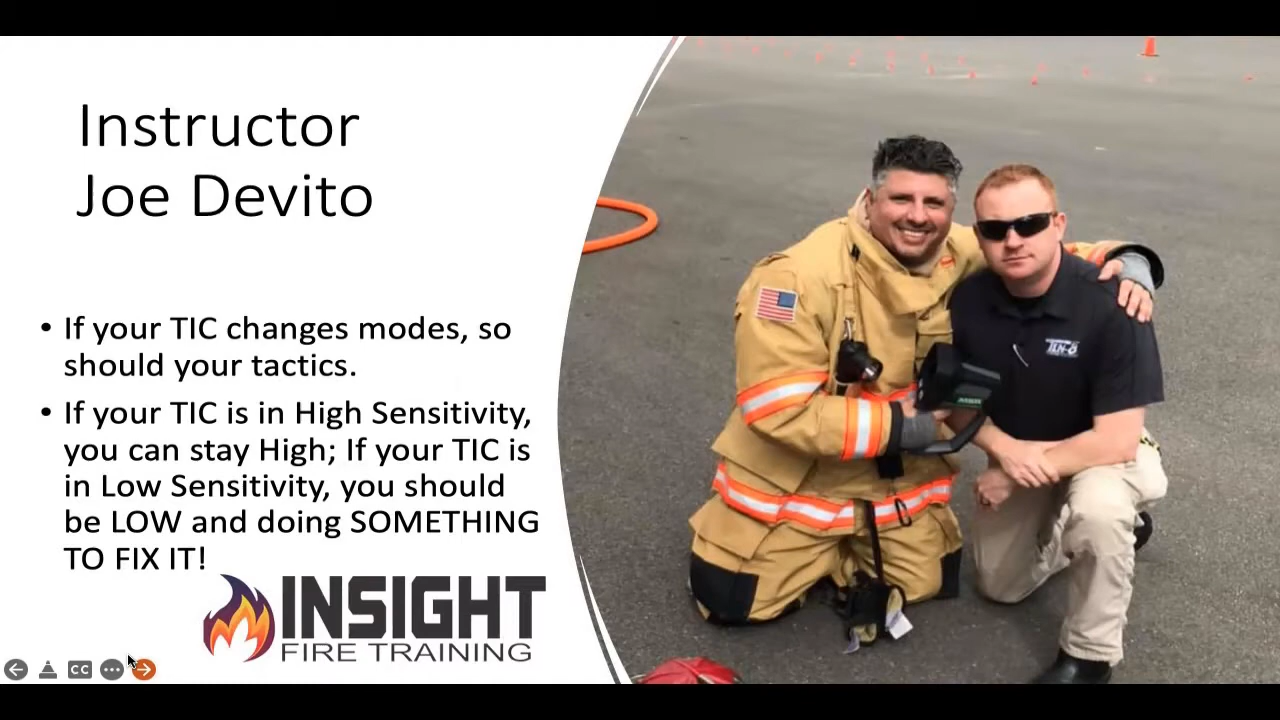 Instructor
Joe Devito
• If your TIC changes modes, so
should your tactics.
• If your TIC is in High Sensitivity,
you can stay High; If your TIC is
in Low Sensitivity, you should
be LOW and doing SOMETHING
TO FIX IT!
INSIGHT
FIRE TRAINING
CC